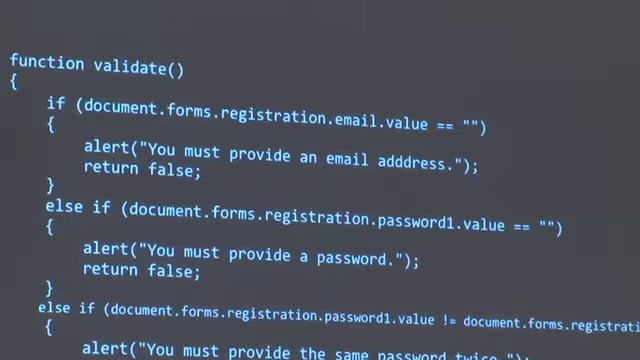 function validate()
{
if (document.forms.registration.email.value == "")
{
alert("You must provide an email adddress.");
return false;
}
else if (document.forms.registration.password1.value == "")
{
alert("You must provide a password.");
return false;
}
else if (document.forms.registration.password1.value != document.forms.registrati
{
alert("You must provide the same password twice.");